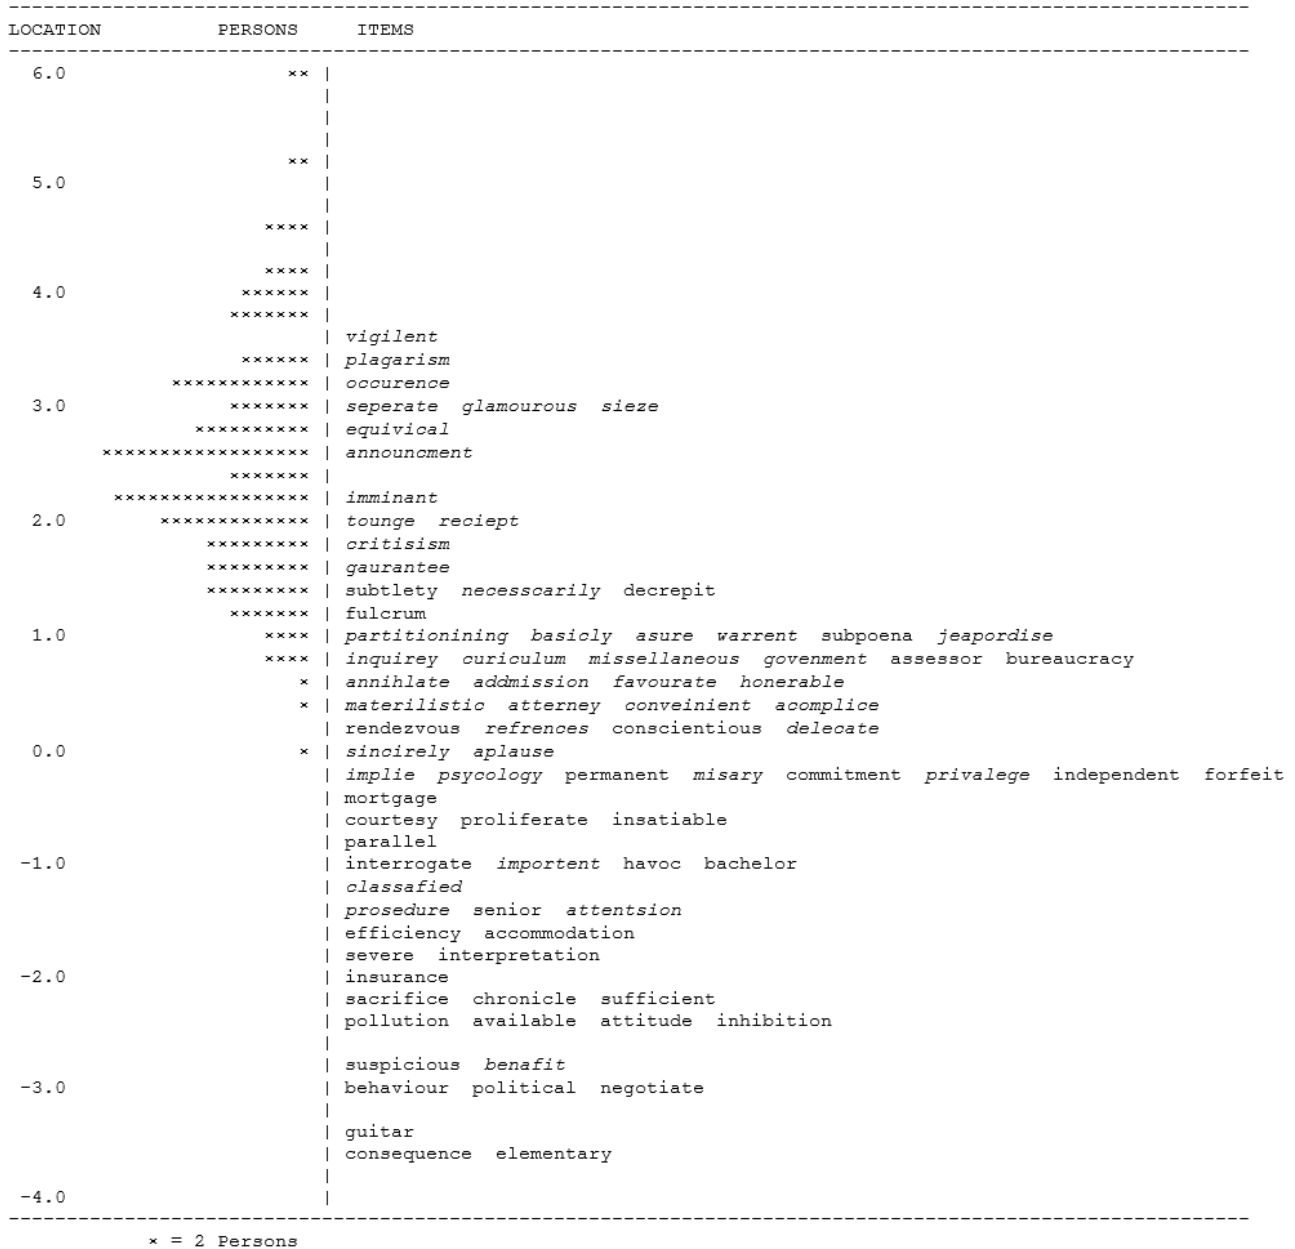 LOCATION PERSONS ITEMS
6.0 ×× |
|
|
|
×× |
5.0 |
|
×××× |
|
×××× |
4.0 ×××××× |
××××××× |
| vigilent
×××××× | plagarism
×××××××××××× | occurence
3.0 ××××××× | seperate glamourous sieze
×××××××××× | equivical
×××××××××××××××××× | announcment
××××××× |
××××××××××××××××× | imminant
2.0 ××××××××××××× | tounge reciept
××××××××× | critisism
××××××××× | gaurantee
××××××××× | subtlety necesscarily decrepit
××××××× | fulcrum
1.0 ×××× | partitionining basicly asure warrent subpoena jeapordise
×××× | inquirey curiculum missellaneous govenment assessor bureaucracy
× | annihlate addmission favourate honerable
× | materilistic atterney conveinient acomplice
| rendezvous refrences conscientious delecate
0.0 × | sincirely aplause
| implie psycology permanent misary commitment privalege independent forfeit
| mortgage
| courtesy proliferate insatiable
| parallel
-1.0 | interrogate importent havoc bachelor
| classafied
| prosedure senior attentsion
| efficiency accommodation
| severe interpretation
-2.0 | insurance
| sacrifice chronicle sufficient
| pollution available attitude inhibition
|
| suspicious benafit
-3.0 | behaviour political negotiate
|
| guitar
| consequence elementary
|
-4.0 |
× = 2 Persons